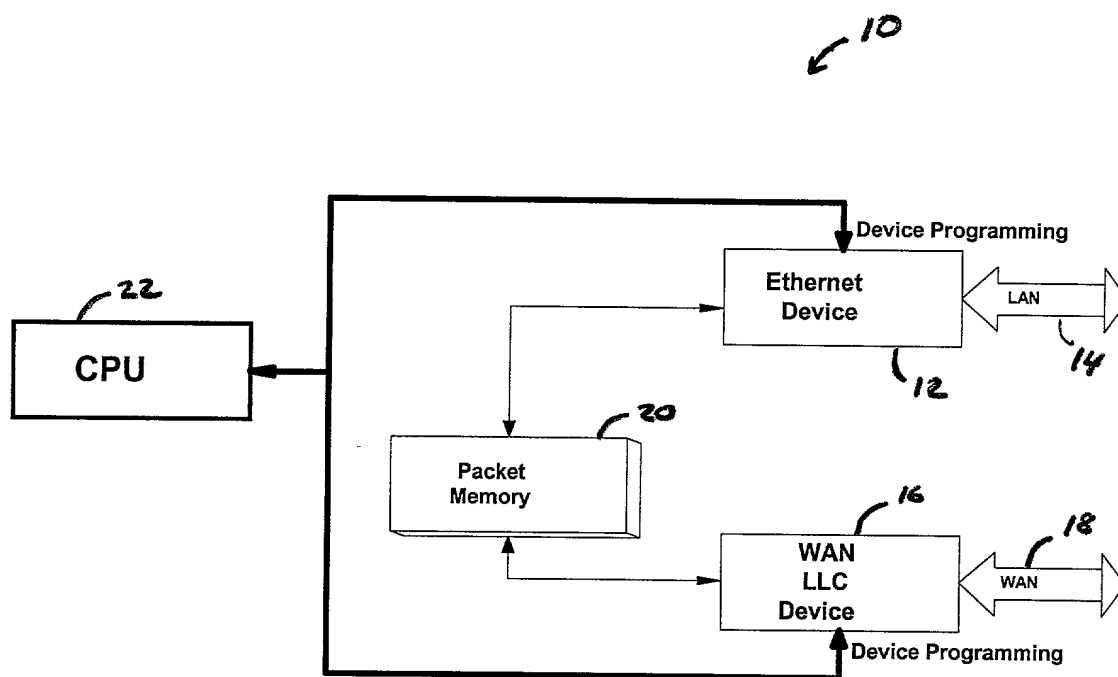 10
Device Programming
22
Ethernet
Device
LAN
14
CPU
12
20
Packet
Memory
16
18
WAN
LLC
Device
WAN
Device Programming